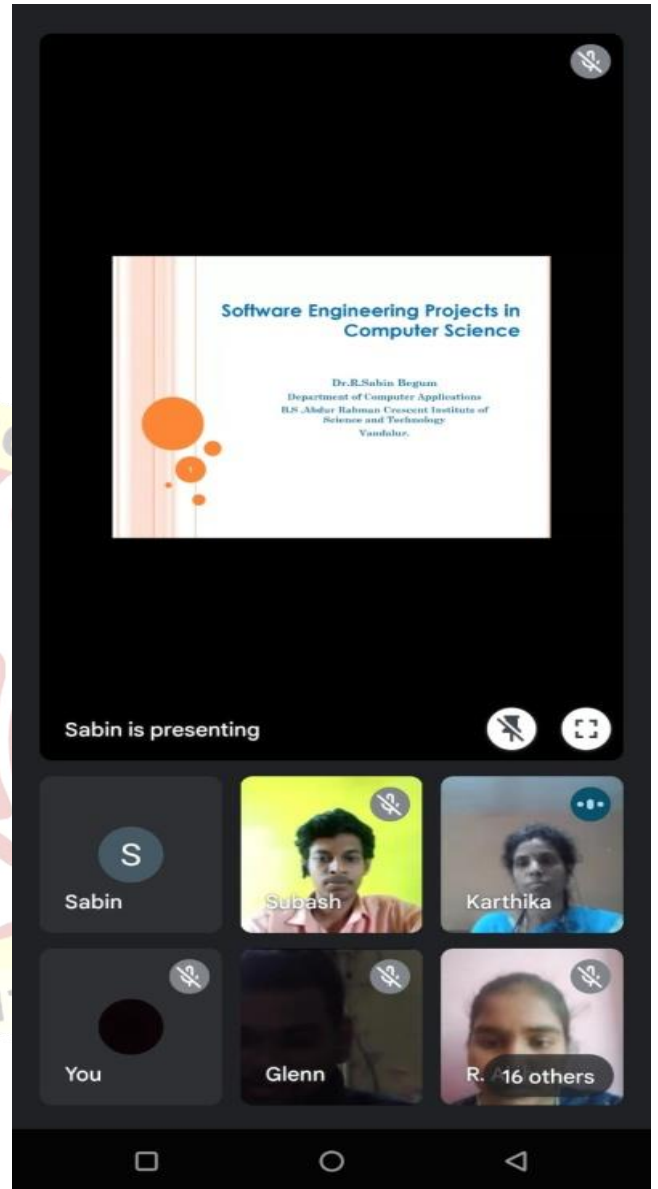 Software Engineering Projects in
Computer Science
Dr.R.Sabin Begum
Department of Computer Applications
B.S .Abdur Rahman Crescent Institute of
Science and Technology
Vandalur.
1
Sabin is presenting
S
Sabin
Subash
Karthika
You
Glenn
R.
16 others